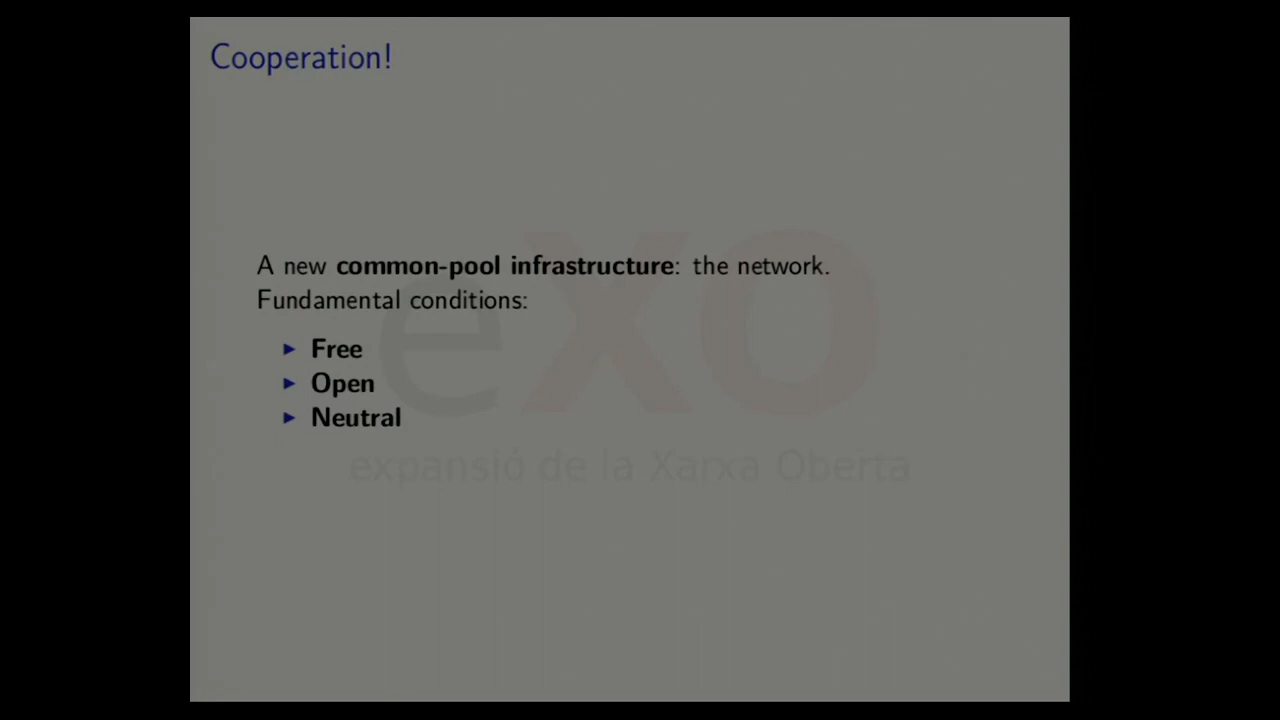 Cooperation!
A new common-pool infrastructure: the network.
Fundamental conditions:
Free
Open
Neutral
exo
expansió de la Xarxa Oberta